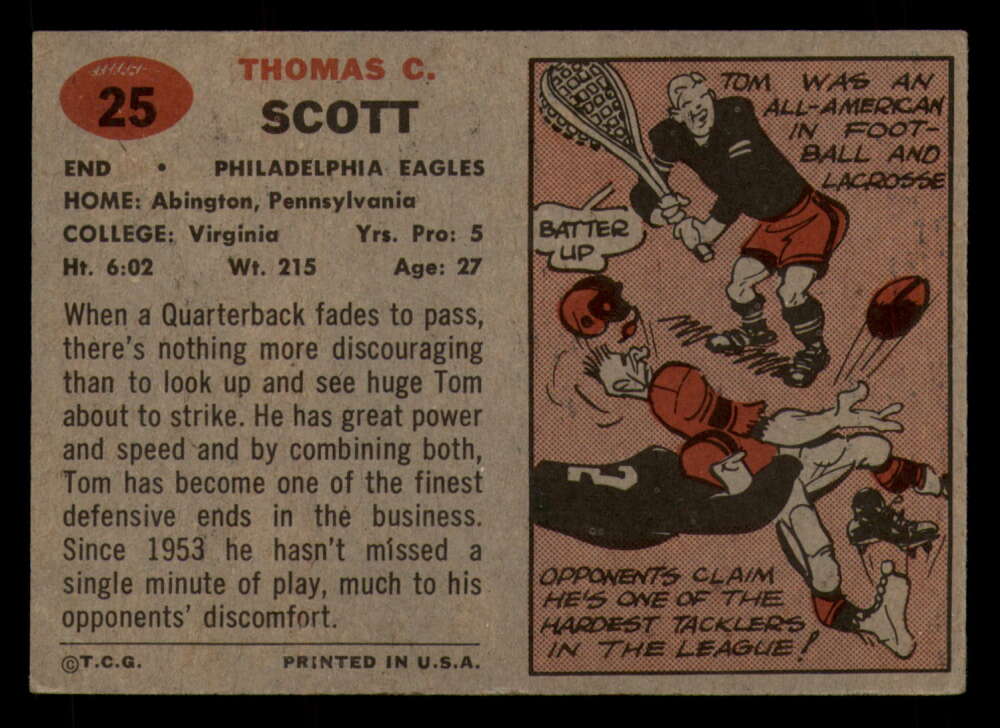 25
THOMAS C.
SCOTT
END • PHILADELPHIA EAGLES
HOME: Abington, Pennsylvania
COLLEGE: Virginia Yrs. Pro: 5
Ht. 6:02 Wt. 215 Age: 27
When a Quarterback fades to pass,
there's nothing more discouraging
than to look up and see huge Tom
about to strike. He has great power
and speed and by combining both,
Tom has become one of the finest
defensive ends in the business.
Since 1953 he hasn't missed a
single minute of play, much to his
opponents' discomfort.
©T.C.G. PRINTED IN U.S.A.
TOM WAS AN
ALL-AMERICAN
IN FOOT-
BALL AND
LACROSSE
BATTER
UP
2
OPPONENTS CLAIM
HE'S ONE OF THE
HARDEST TACKLERS
IN THE LEAGUE!